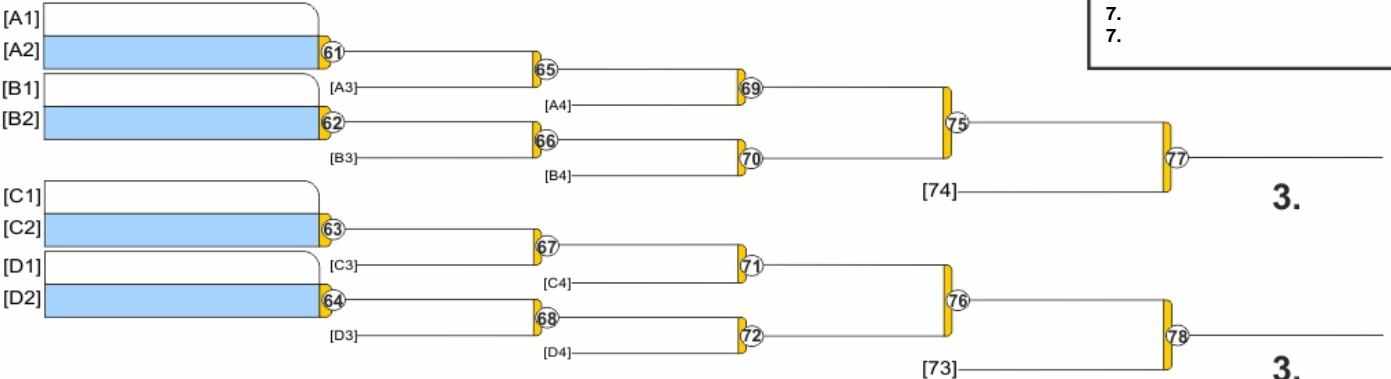 7.
7.
[A1]
[A2]
61
[A3]
65
[A4]
69
[B1]
[B2]
62
[B3]
66
[B4]
70
75
[74]
77
3.
[C1]
[C2]
63
[C3]
67
[C4]
71
[D1]
[D2]
64
[D3]
68
[D4]
72
76
[73]
78
3.